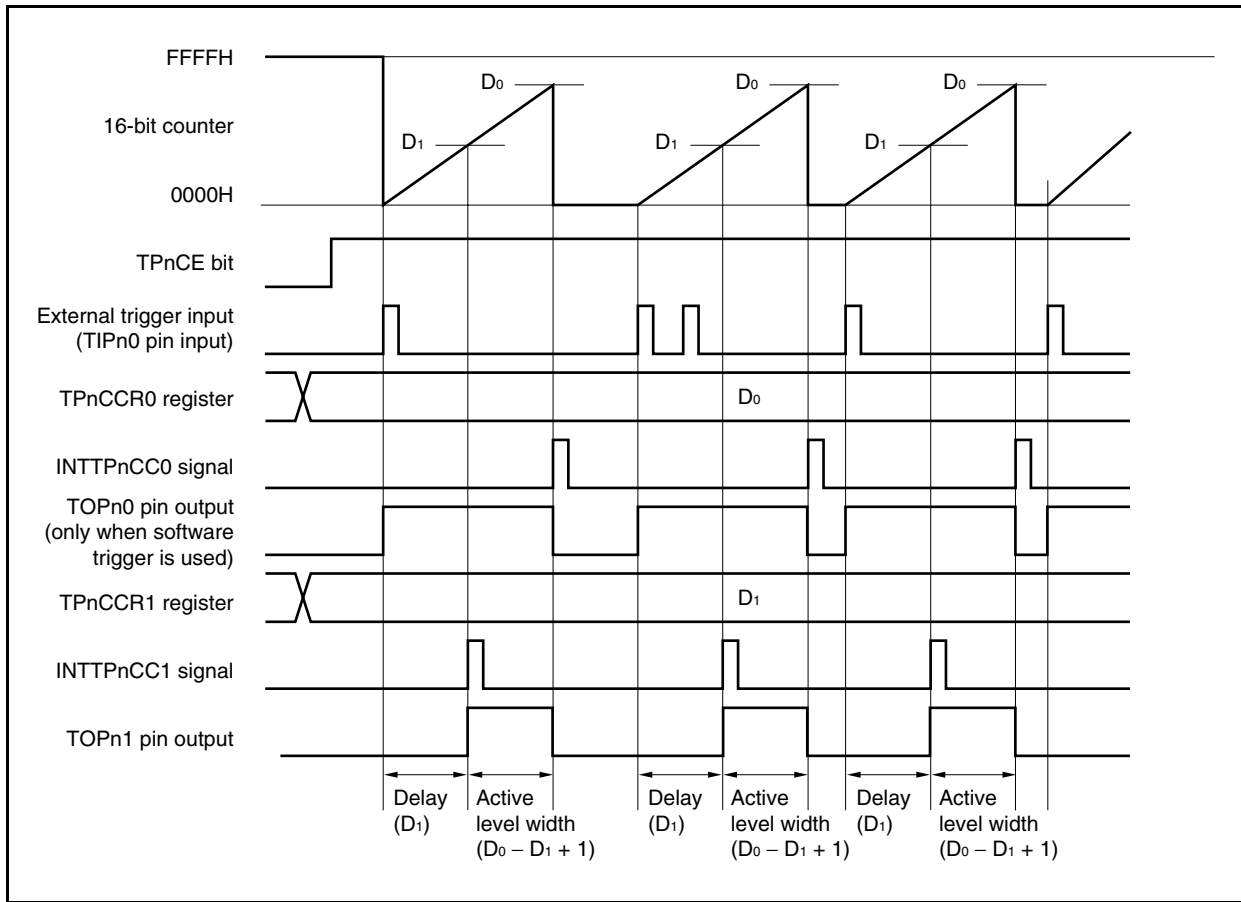 FFFFH
D0 D0 D0
16-bit counter
D1 D1 D1
0000H
TPnCE bit
External trigger input
(TIPn0 pin input)
TPnCCR0 register D0
INTTPnCC0 signal
TOPn0 pin output
(only when software
trigger is used)
TPnCCR1 register D1
INTTPnCC1 signal
TOPn1 pin output
Delay Active Delay Active Delay Active
(D1) level width (D1) level width (D1) level width
(D0 − D1 + 1) (D0 − D1 + 1) (D0 − D1 + 1)